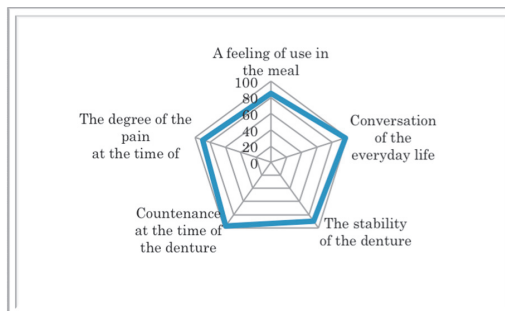 A feeling of use in
the meal
100
80
60
40
20
0
Conversation
of the
everyday life
The stability
of the denture
Countenance
at the time of
the denture
The degree of the
pain
at the time of